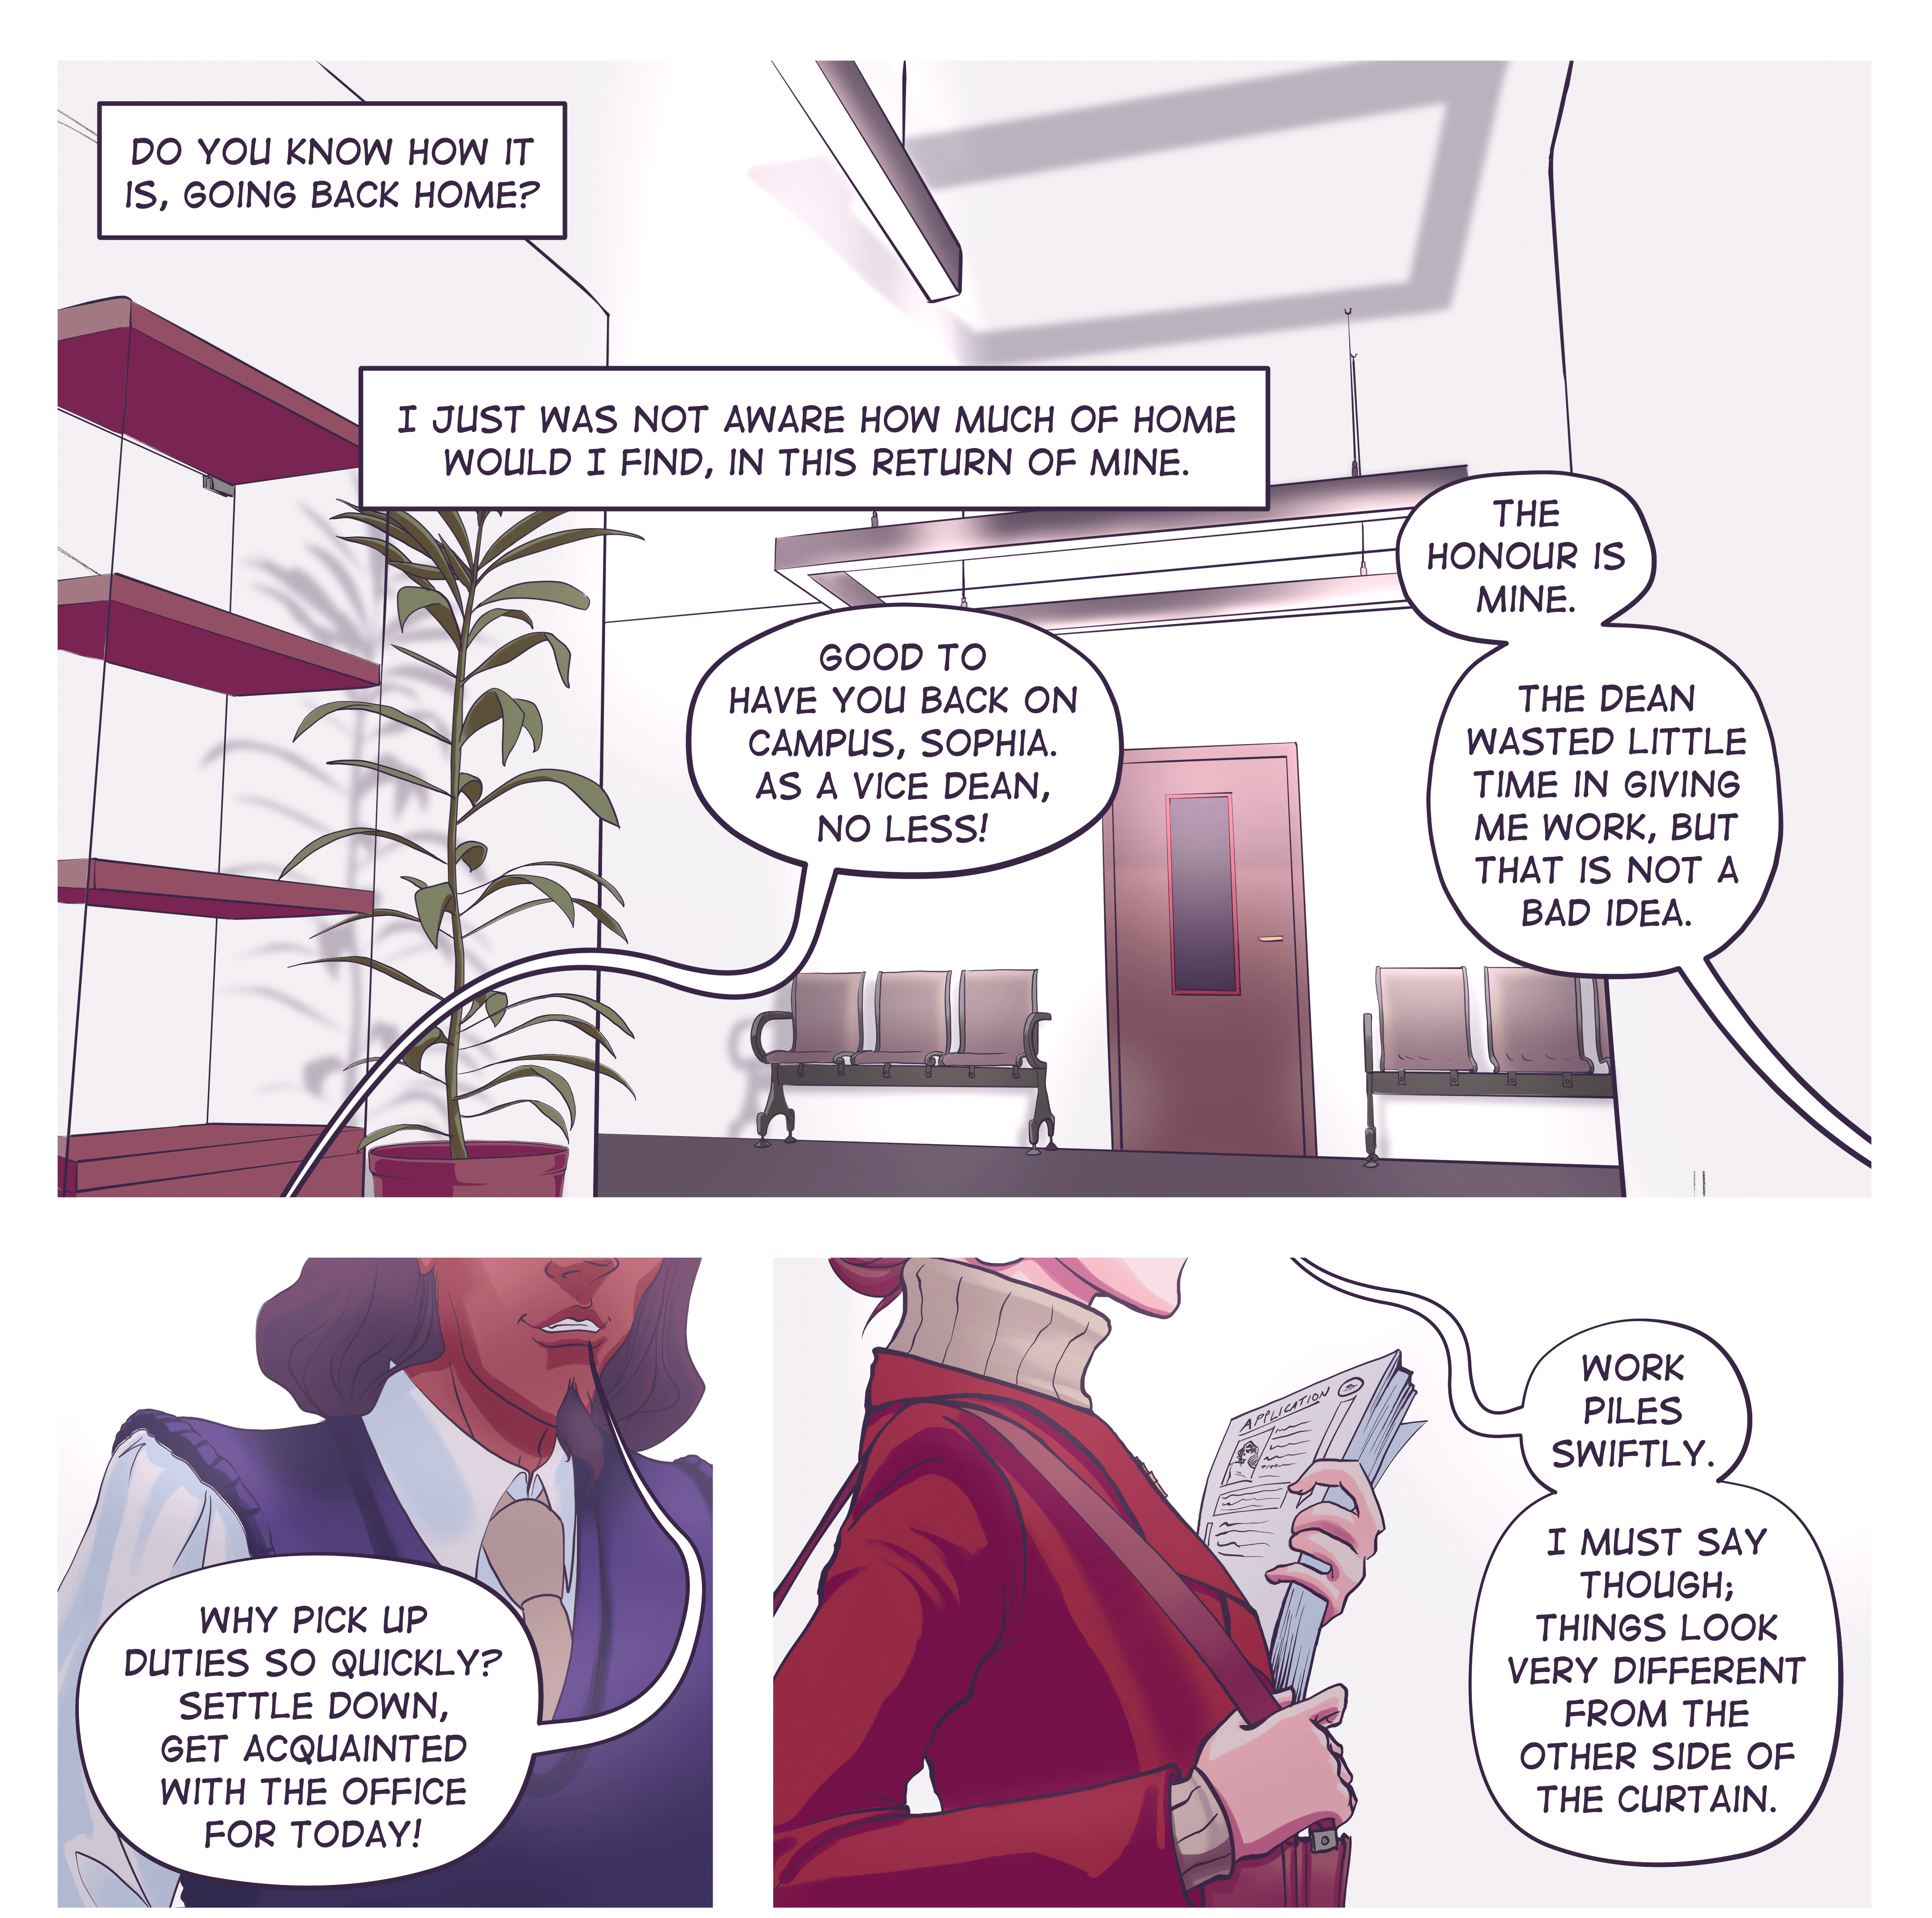 DO YOU KNOW HOW IT
IS, GOING BACK HOME?
I JUST WAS NOT AWARE HOW MUCH OF HOME
WOULD I FIND, IN THIS RETURN OF MINE.
GOOD TO
HAVE YOU BACK ON
CAMPUS, SOPHIA.
AS A VICE DEAN,
NO LESS!
THE
HONOUR IS
MINE.
THE DEAN
WASTED LITTLE
TIME IN GIVING
ME WORK, BUT
THAT IS NOT A
BAD IDEA.
WHY PICK UP
DUTIES SO QUICKLY?
SETTLE DOWN,
GET ACQUAINTED
WITH THE OFFICE
FOR TODAY!
APPLICATION
WORK
PILES
SWIFTLY.
I MUST SAY
THOUGH;
THINGS LOOK
VERY DIFFERENT
FROM THE
OTHER SIDE OF
THE CURTAIN.